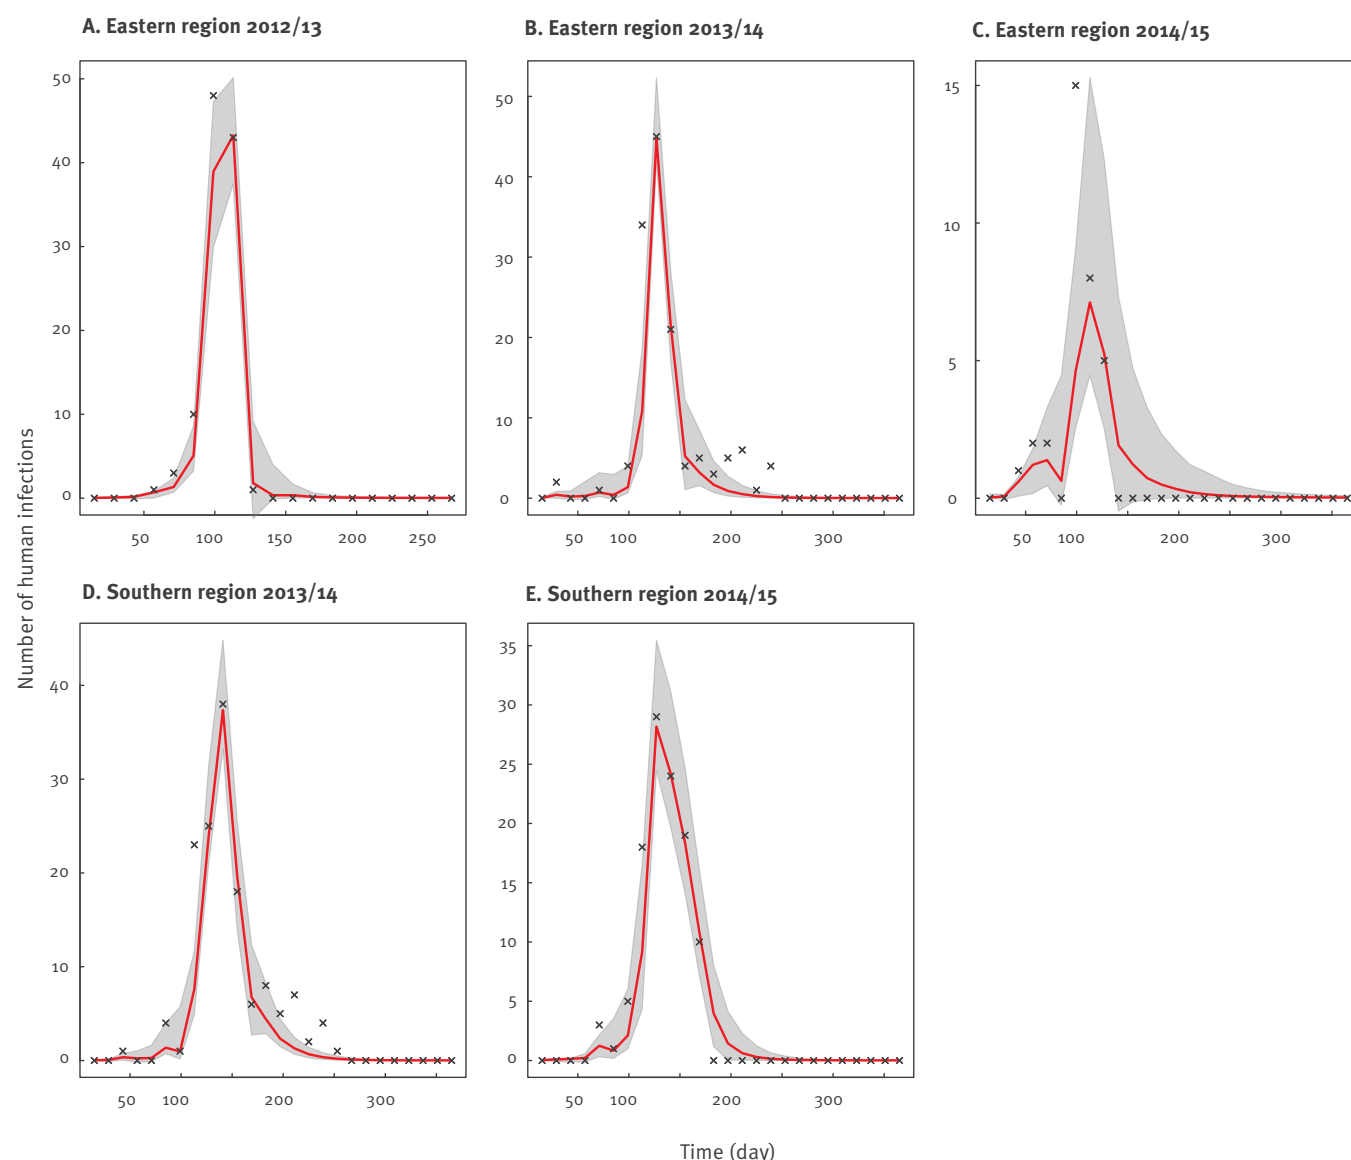 A. Eastern region 2012/13
B. Eastern region 2013/14
C. Eastern region 2014/15
50
40
30
20
10
0
50
40
30
20
10
0
15
10
5
0
50 100 150 200 250
50 100 200 300
50 100 200 300
D. Southern region 2013/14
E. Southern region 2014/15
Number of human infections
40
30
20
10
0
35
30
25
20
15
10
5
0
50 100 200 300
50 100 200 300
Time (day)